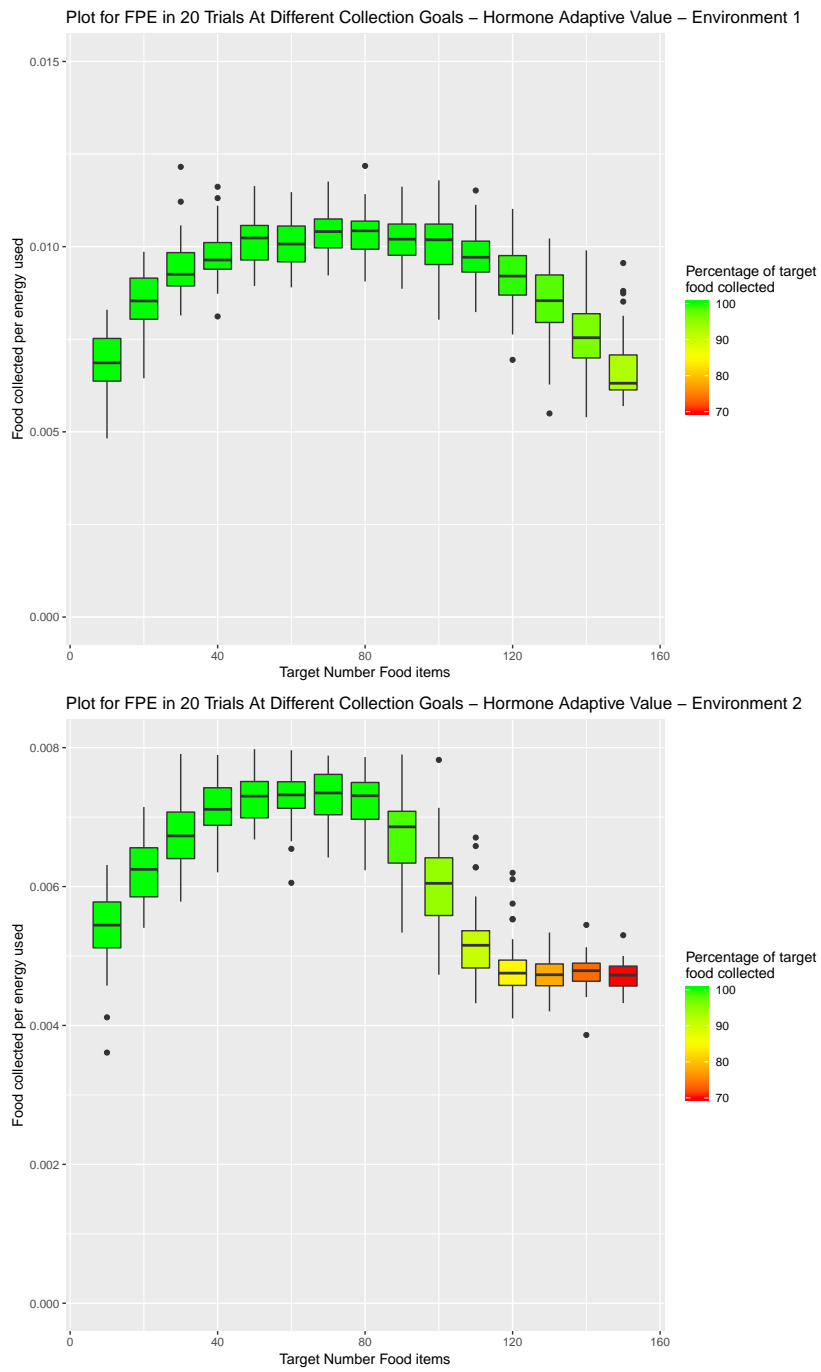 Plot for FPE in 20 Trials At Different Collection Goals – Hormone Adaptive Value – Environment 1
0.015
0.010
0.005
0.000
Food collected per energy used
0 40 80 120 160
Target Number Food items
Percentage of target
food collected
100
90
80
70
Plot for FPE in 20 Trials At Different Collection Goals – Hormone Adaptive Value – Environment 2
0.008
0.006
0.004
0.002
0.000
Food collected per energy used
0 40 80 120 160
Target Number Food items
Percentage of target
food collected
100
90
80
70